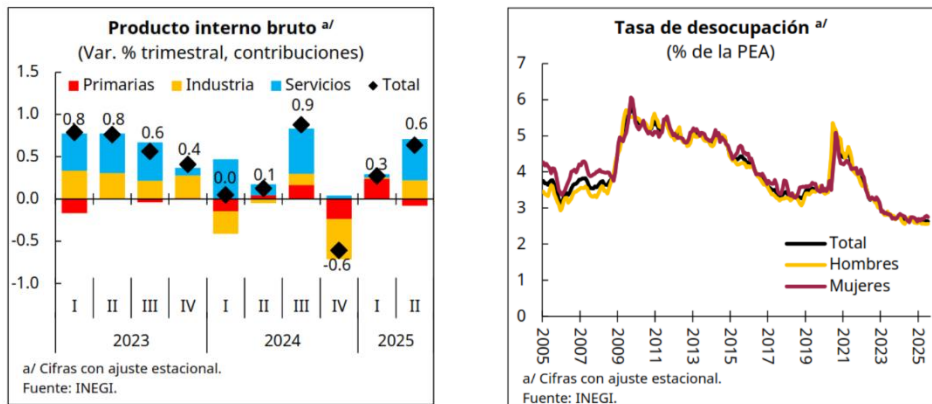 Producto interno bruto a/
(Var. % trimestral, contribuciones)
1.5
1.0
0.5
0.0
-0.5
-1.0
Primarias Industria Servicios Total
0.8 0.8 0.6 0.4 0.0 0.1 0.9 -0.6 0.3 0.6
I II III IV I II III IV I II
2023 2024 2025
a/ Cifras con ajuste estacional.
Fuente: INEGI.
Tasa de desocupación a/
(% de la PEA)
7
6
5
4
3
2
1
0
Total
Hombres
Mujeres
2005 2007 2009 2011 2013 2015 2017 2019 2021 2023 2025
a/ Cifras con ajuste estacional.
Fuente: INEGI.